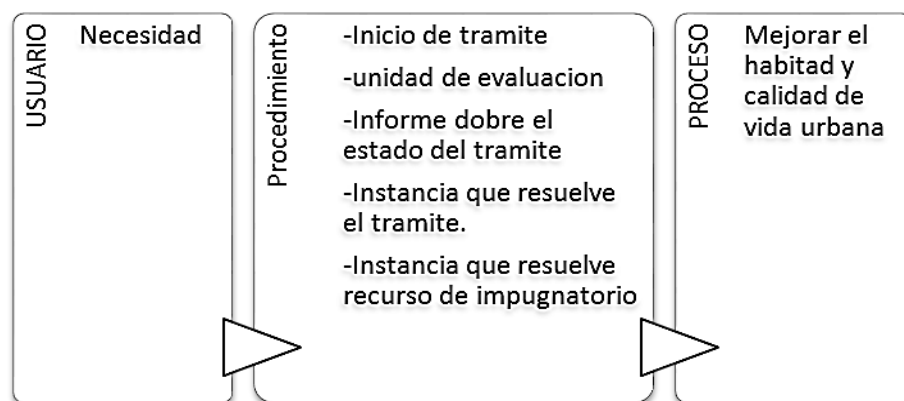 USUARIO
Necesidad
Procedimiento
-Inicio de tramite
-unidad de evaluacion
-Informe dobre el
estado del tramite
-Instancia que resuelve
el tramite.
-Instancia que resuelve
recurso de impugnatorio
PROCESO
Mejorar el
habitad y
calidad de
vida urbana